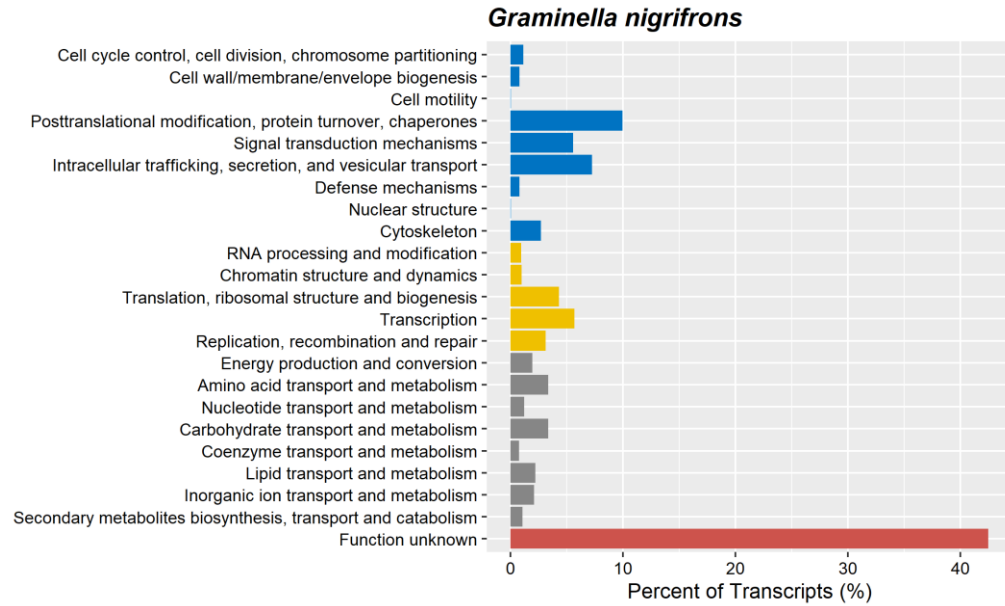 Graminella nigrifrons
Cell cycle control, cell division, chromosome partitioning
Cell wall/membrane/envelope biogenesis
Cell motility
Posttranslational modification, protein turnover, chaperones
Signal transduction mechanisms
Intracellular trafficking, secretion, and vesicular transport
Defense mechanisms
Nuclear structure
Cytoskeleton
RNA processing and modification
Chromatin structure and dynamics
Translation, ribosomal structure and biogenesis
Transcription
Replication, recombination and repair
Energy production and conversion
Amino acid transport and metabolism
Nucleotide transport and metabolism
Carbohydrate transport and metabolism
Coenzyme transport and metabolism
Lipid transport and metabolism
Inorganic ion transport and metabolism
Secondary metabolites biosynthesis, transport and catabolism
Function unknown
0 10 20 30 40
Percent of Transcripts (%)